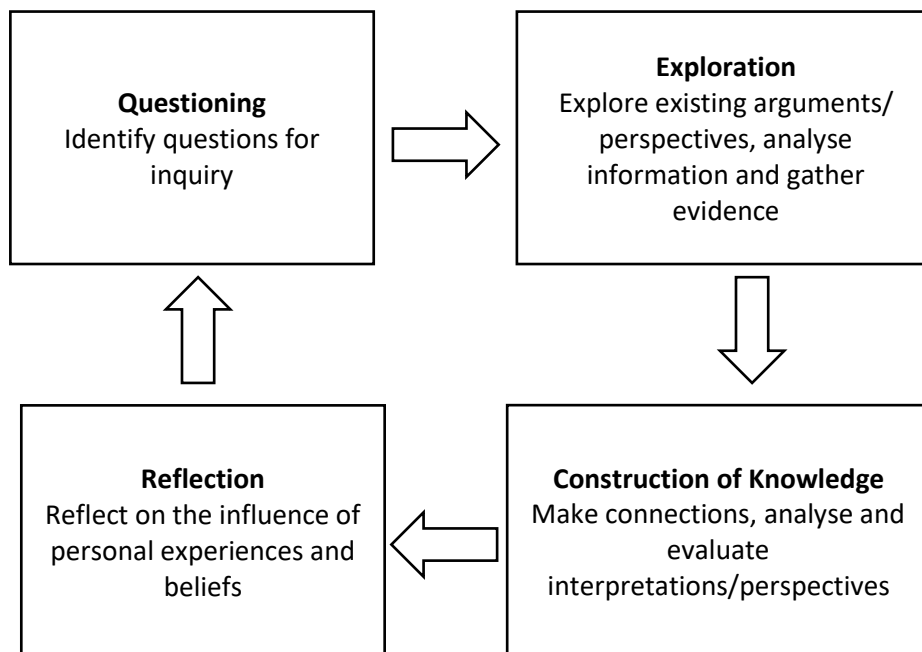 Questioning
Identify questions for
inquiry
Exploration
Explore existing arguments/
perspectives, analyse
information and gather
evidence
Reflection
Reflect on the influence of
personal experiences and
beliefs
Construction of Knowledge
Make connections, analyse and
evaluate
interpretations/perspectives